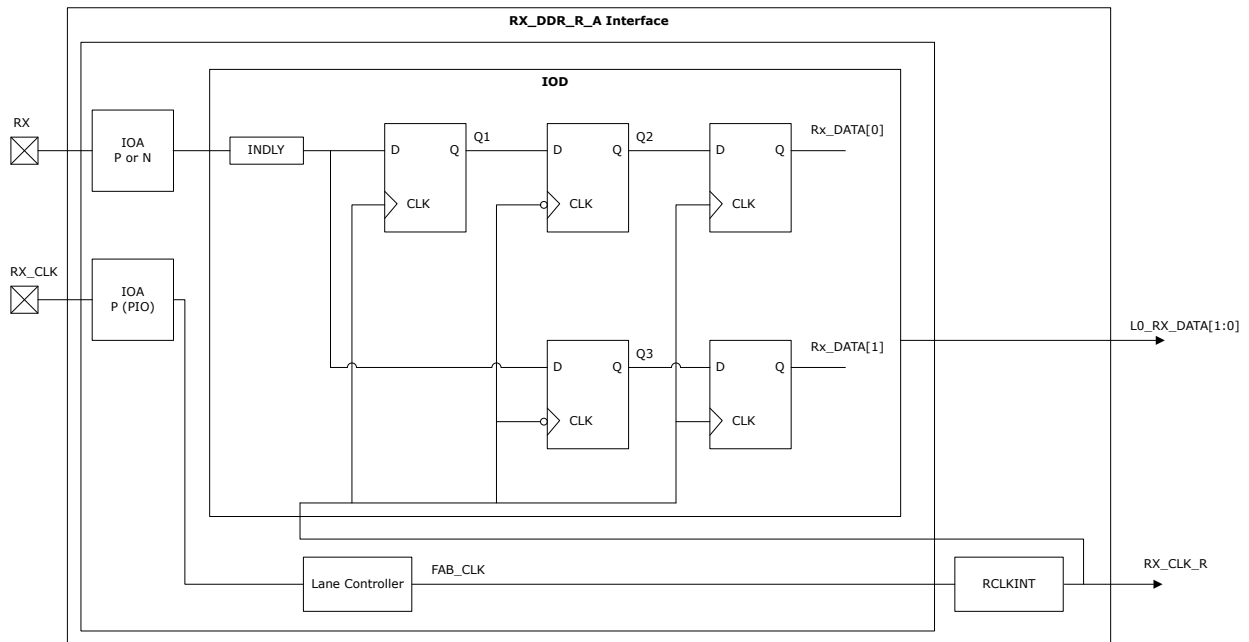 RX_DDR_R_A Interface
IOD
RX
IOA
P or N
INDLY
D
Q
CLK
Q1
D
Q
CLK
Q2
D
Q
CLK
Rx_DATA[0]
RX_CLK
IOA
P (PIO)
L0_RX_DATA[1:0]
D
Q
CLK
Q3
D
Q
CLK
Rx_DATA[1]
Lane Controller
FAB_CLK
RCLKINT
RX_CLK_R